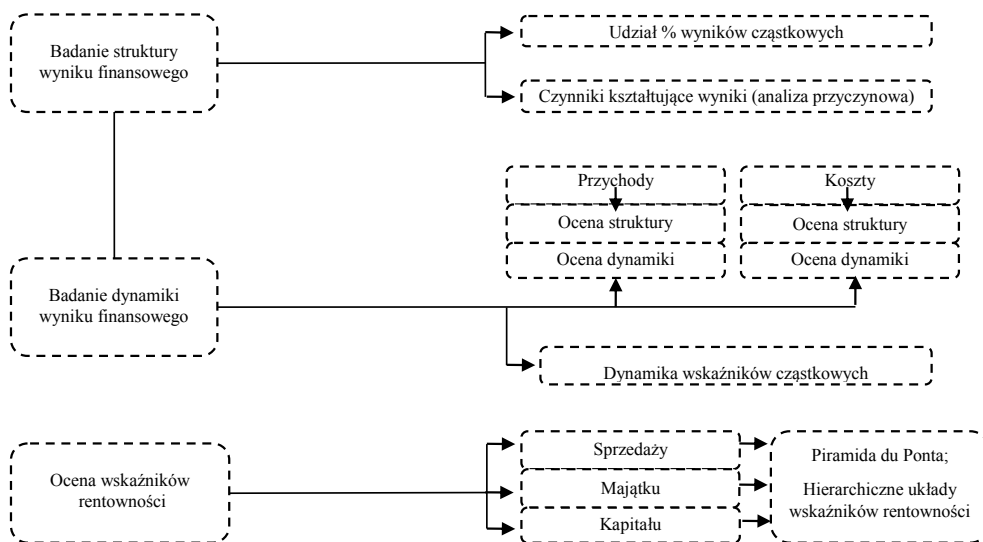 Badanie struktury
wyniku finansowego
Udział % wyników cząstkowych
Czynniki kształtujące wyniki (analiza przyczynowa)
Przychody
Ocena struktury
Ocena dynamiki
Koszty
Ocena struktury
Ocena dynamiki
Badanie dynamiki
wyniku finansowego
Dynamika wskaźników cząstkowych
Ocena wskaźników
rentowności
Sprzedaży
Majątku
Kapitału
Piramida du Ponta;
Hierarchiczne układy
wskaźników rentowności